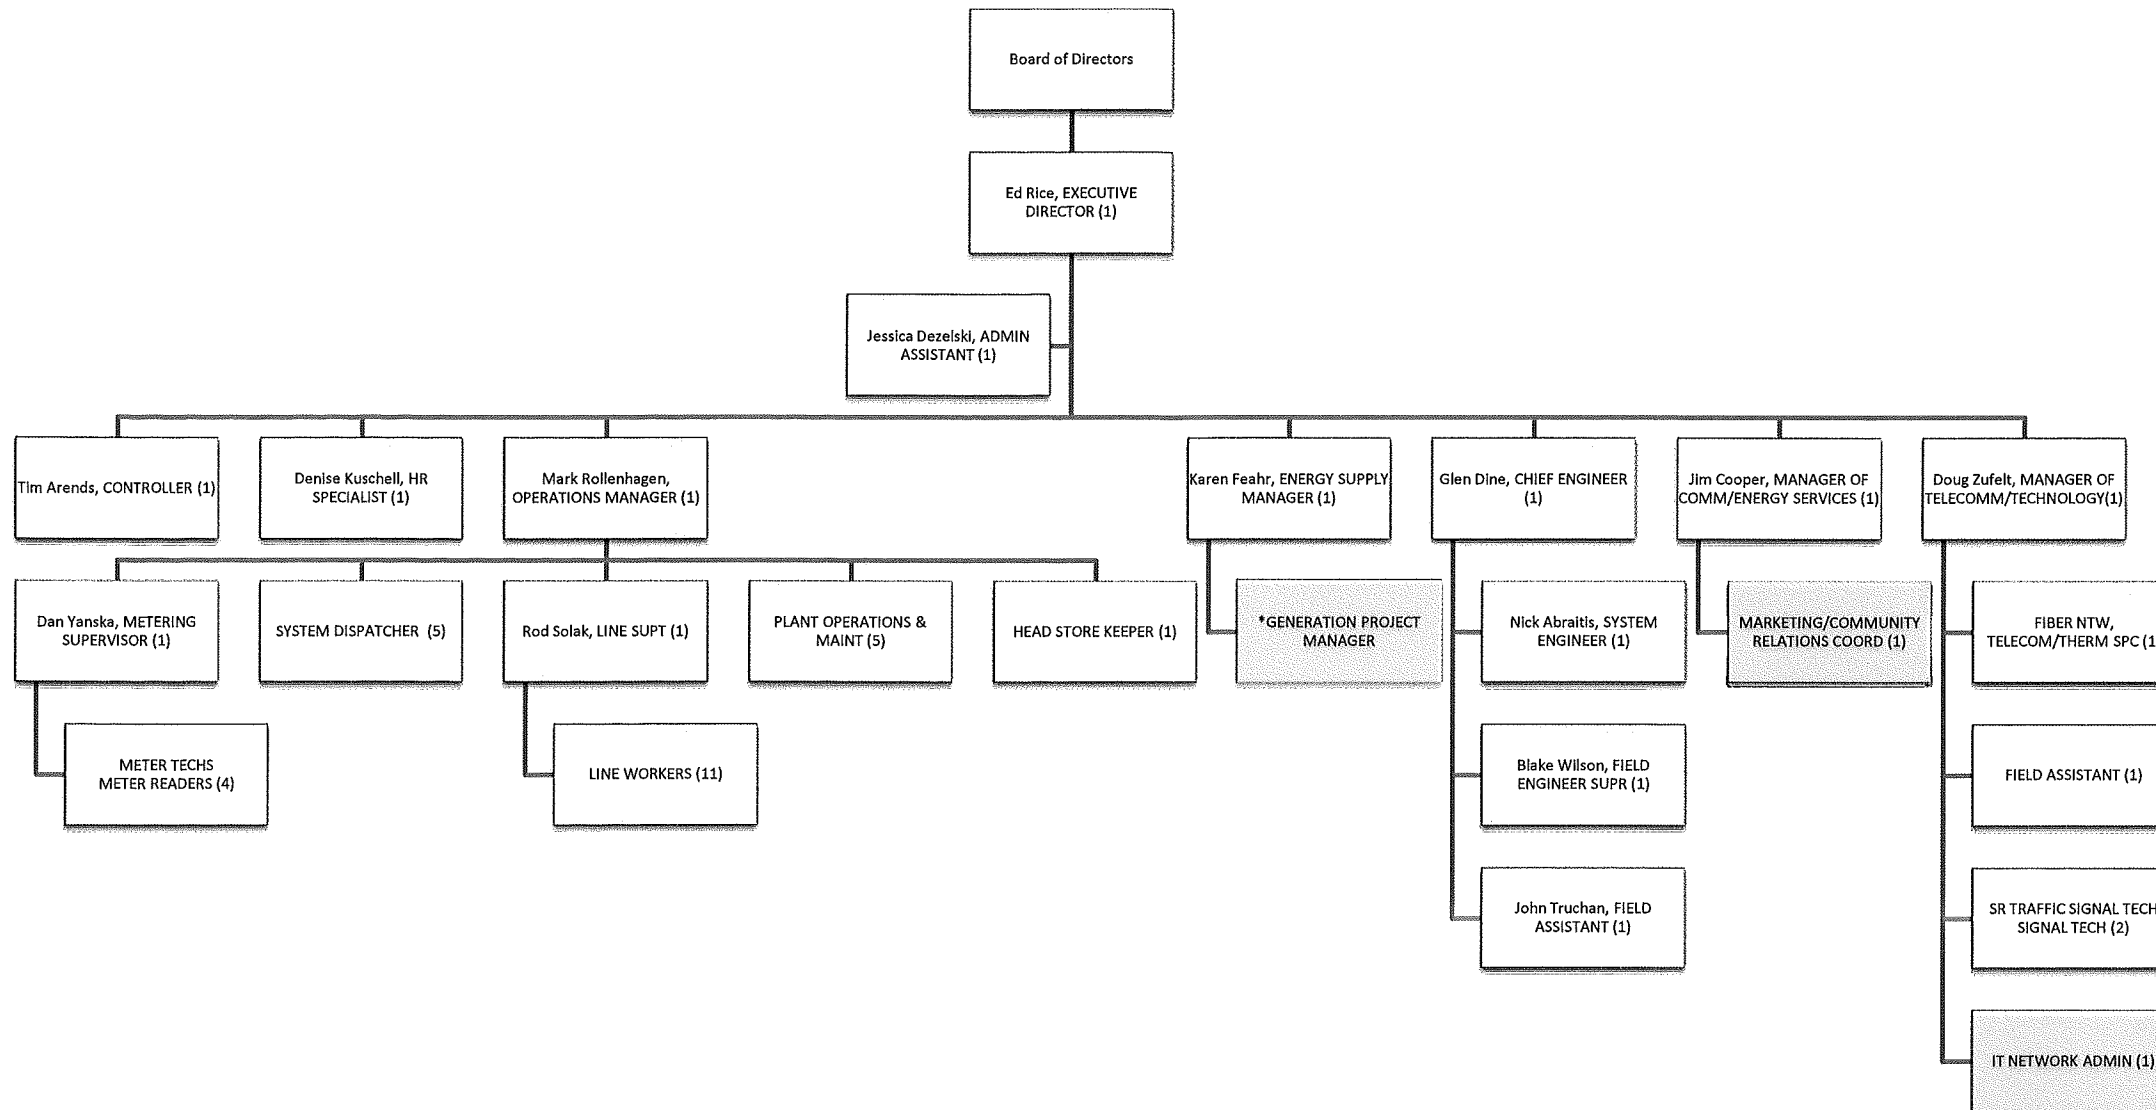 Board of Directors
Ed Rice, EXECUTIVE
DIRECTOR (1)
Jessica Dezelski, ADMIN
ASSISTANT (1)
Tim Arends, CONTROLLER (1)
Denise Kuschell, HR
SPECIALIST (1)
Mark Rollenhagen,
OPERATIONS MANAGER (1)
Karen Feahr, ENERGY SUPPLY
MANAGER (1)
Glen Dine, CHIEF ENGINEER
(1)
Jim Cooper, MANAGER OF
COMM/ENERGY SERVICES (1)
Doug Zufelt, MANAGER OF
TELECOMM/TECHNOLOGY(1)
Dan Yanska, METERING
SUPERVISOR (1)
SYSTEM DISPATCHER (5)
Rod Solak, LINE SUPT (1)
PLANT OPERATIONS &
MAINT (5)
HEAD STORE KEEPER (1)
*GENERATION PROJECT
MANAGER
Nick Abraitis, SYSTEM
ENGINEER (1)
MARKETING/COMMUNITY
RELATIONS COORD (1)
FIBER NTW,
TELECOM/THERM SPC (1
METER TECHS
METER READERS (4)
LINE WORKERS (11)
Blake Wilson, FIELD
ENGINEER SUPR (1)
FIELD ASSISTANT (1)
John Truchan, FIELD
ASSISTANT (1)
SR TRAFFIC SIGNAL TECH
SIGNAL TECH (2)
IT NETWORK ADMIN (1)